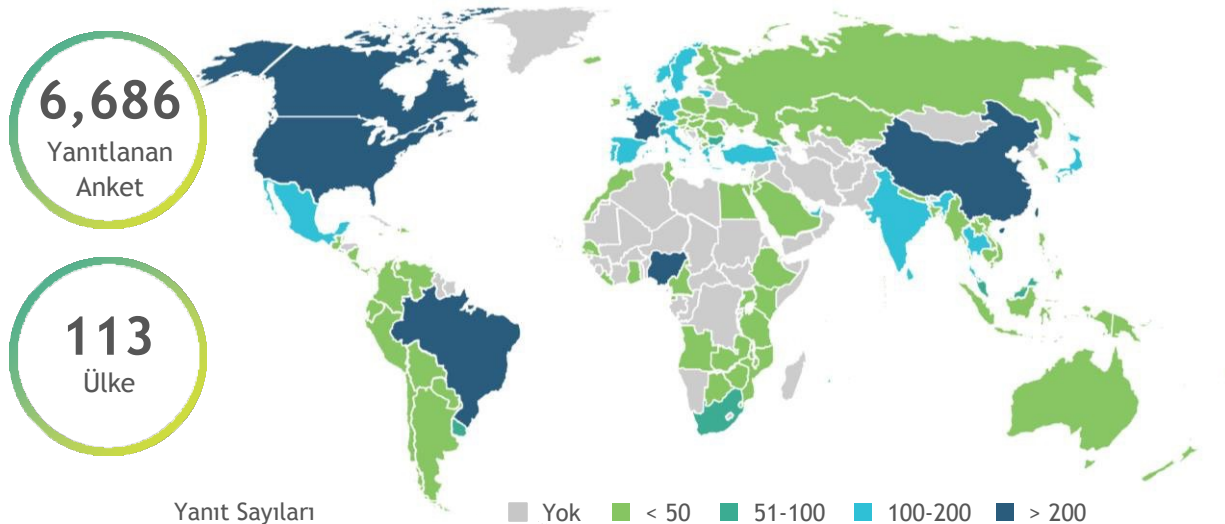 6,686
Yanıtlanan
Anket
113
Ülke
Yanıt Sayıları
Yok
< 50
51-100
100-200
> 200